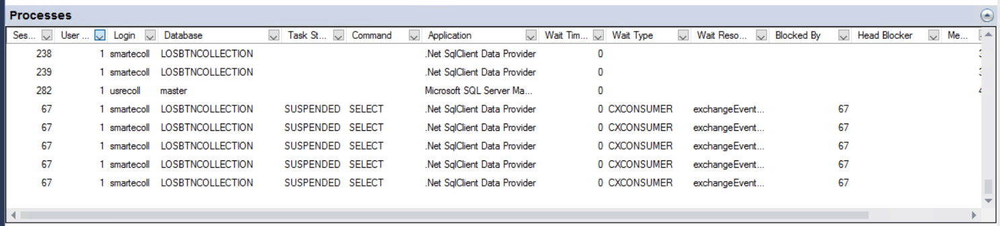 Processes
Ses... User ... Login Database Task St... Command Application Wait Tim... Wait Type Wait Reso... Blocked By Head Blocker Me...
238 1 smartecoll LOSBTNCOLLECTION .Net SqlClient Data Provider 0
239 1 smartecoll LOSBTNCOLLECTION .Net SqlClient Data Provider 0
282 1 usrecoll master Microsoft SQL Server Ma... 0
67 1 smartecoll LOSBTNCOLLECTION SUSPENDED SELECT .Net SqlClient Data Provider 0 CXCONSUMER exchangeEvent... 67
67 1 smartecoll LOSBTNCOLLECTION SUSPENDED SELECT .Net SqlClient Data Provider 0 CXCONSUMER exchangeEvent... 67
67 1 smartecoll LOSBTNCOLLECTION SUSPENDED SELECT .Net SqlClient Data Provider 0 CXCONSUMER exchangeEvent... 67
67 1 smartecoll LOSBTNCOLLECTION SUSPENDED SELECT .Net SqlClient Data Provider 0 CXCONSUMER exchangeEvent... 67
67 1 smartecoll LOSBTNCOLLECTION SUSPENDED SELECT .Net SqlClient Data Provider 0 CXCONSUMER exchangeEvent... 67